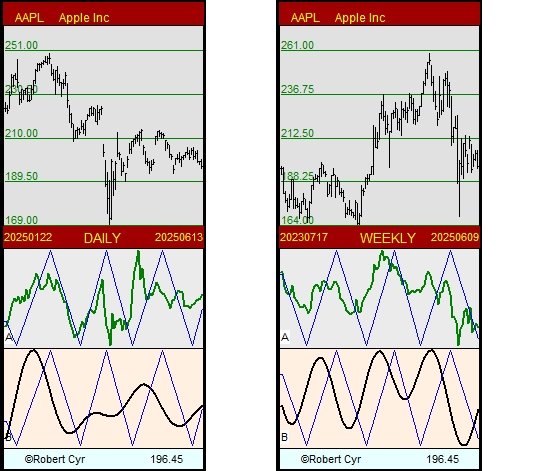 AAPL Apple Inc
251.00
230.50
210.00
189.50
169.00
20250122 DAILY 20250613
A
B
©Robert Cyr 196.45
AAPL Apple Inc
261.00
236.75
212.50
188.25
164.00
20230717 WEEKLY 20250609
A
B
©Robert Cyr 196.45